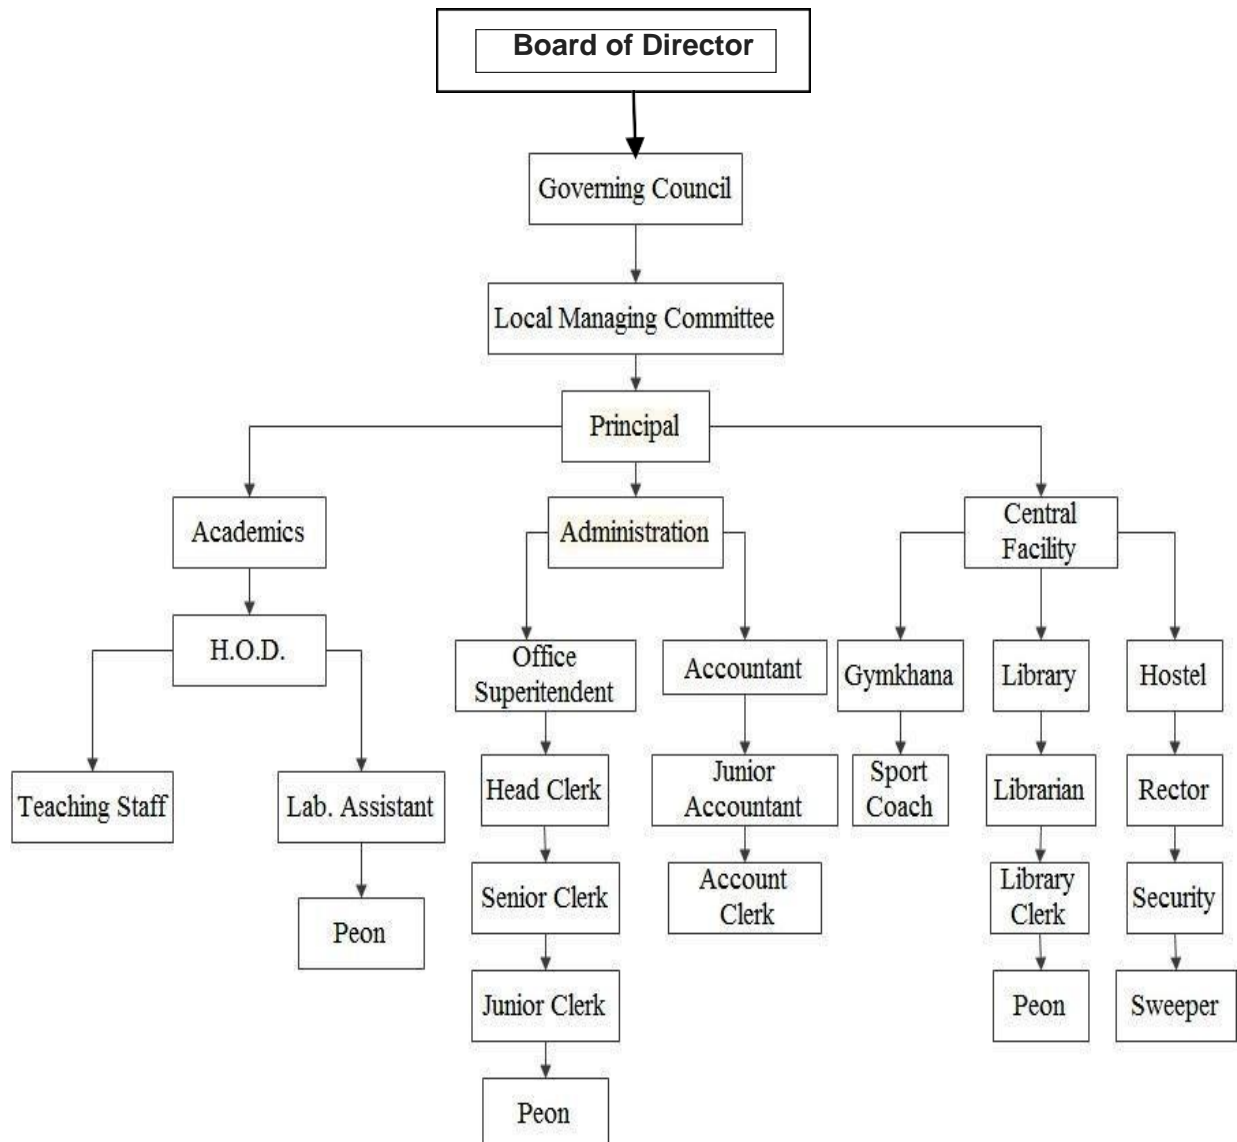 Board of Director
Governing Council
Local Managing Committee
Principal
Academics
Administration
Central
Facility
H.O.D.
Office
Superitendent
Accountant
Gymkhana
Library
Hostel
Teaching Staff
Lab. Assistant
Head Clerk
Junior
Accountant
Sport
Coach
Librarian
Rector
Senior Clerk
Account
Clerk
Library
Clerk
Security
Peon
Junior Clerk
Peon
Sweeper
Peon